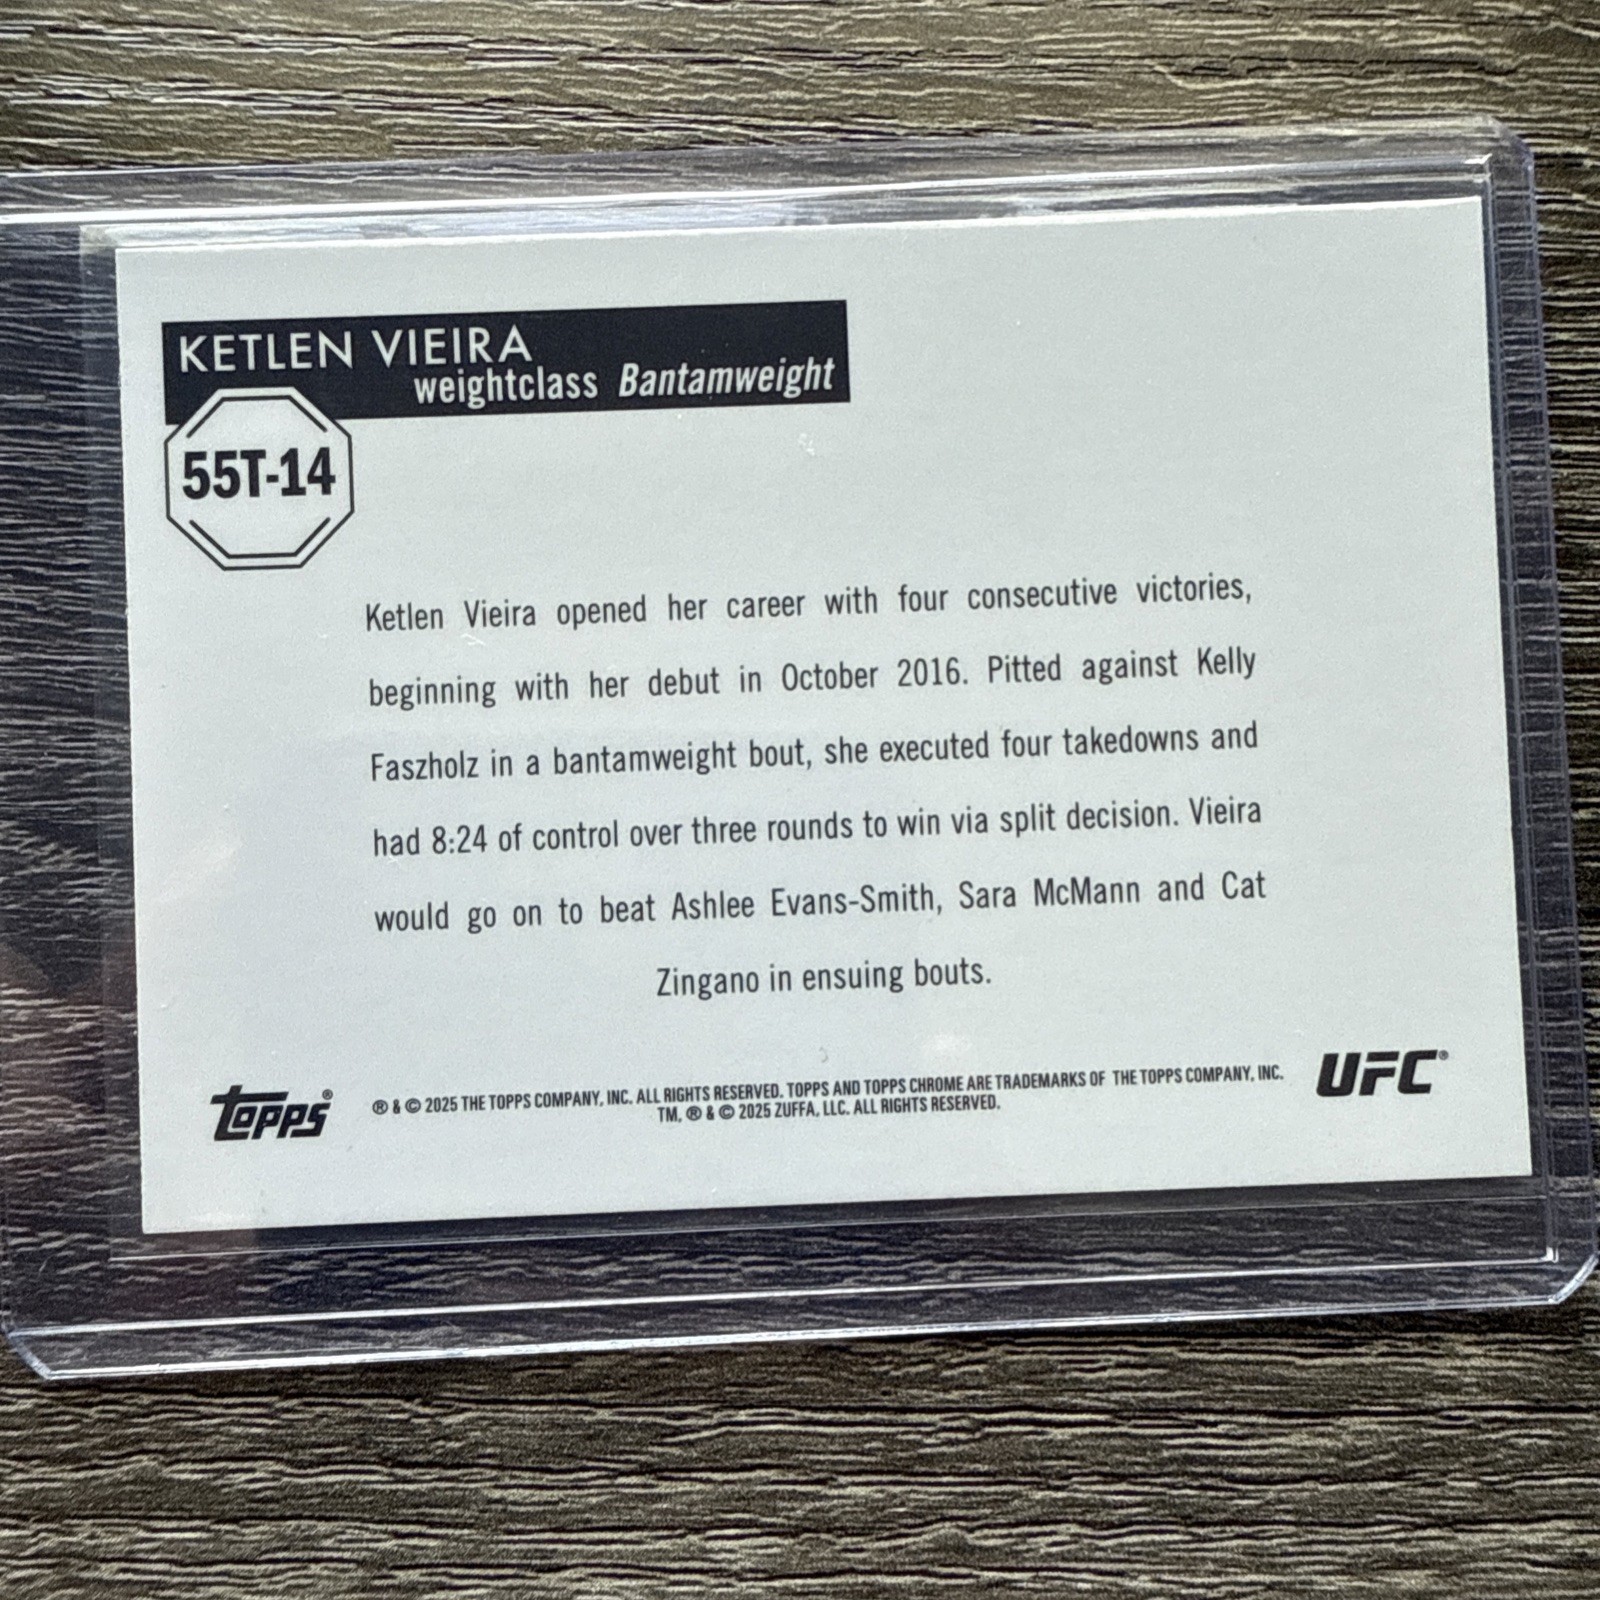 KETLEN VIEIRA
weightclass Bantamweight
55T-14
Ketlen Vieira opened her career with four consecutive victories,
beginning with her debut in October 2016. Pitted against Kelly
Faszholz in a bantamweight bout, she executed four takedowns and
had 8:24 of control over three rounds to win via split decision. Vieira
would go on to beat Ashlee Evans-Smith, Sara McMann and Cat
Zingano in ensuing bouts.
topps®
® & © 2025 THE TOPPS COMPANY, INC. ALL RIGHTS RESERVED. TOPPS AND TOPPS CHROME ARE TRADEMARKS OF THE TOPPS COMPANY, INC.
TM, ® & © 2025 ZUFFA, LLC. ALL RIGHTS RESERVED.
UFC®